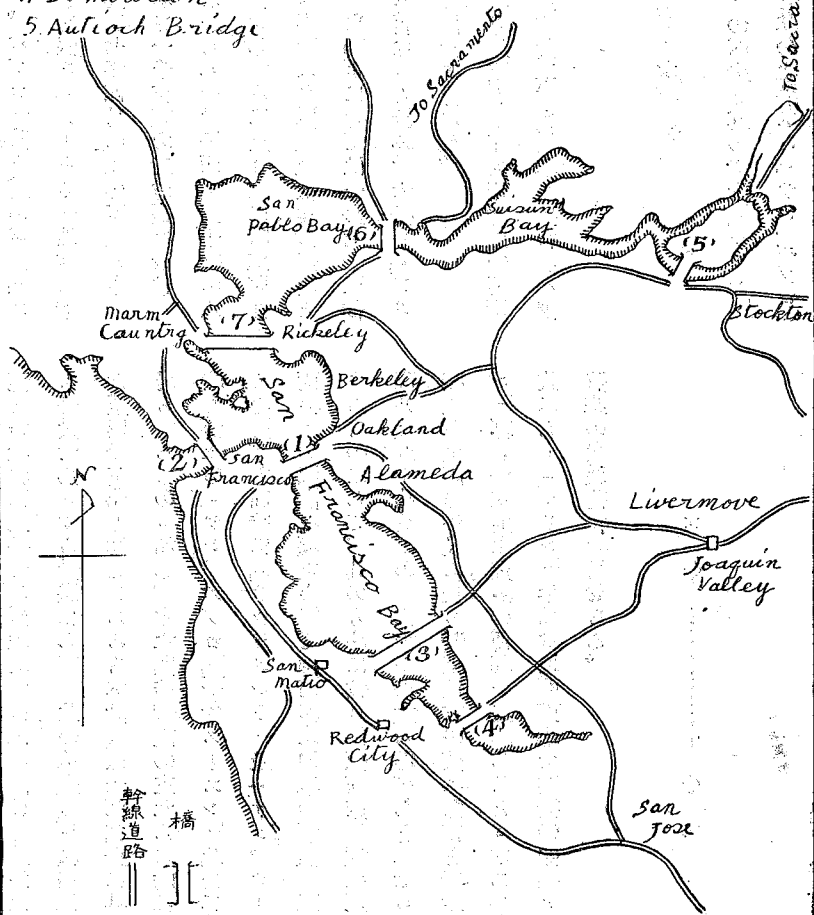 5 Autioch Bridge
To Sacramento
To Sacra
San
Pablo Bay
(6)
Suisun
Bay
(5)
Stockton
Marm
Cauntrg
(7)
Rickeley
San
Berkeley
(1)
Oakland
(2)
San
Francisco
Alameda
Francisco Bay
N
Livermove
Joaquin
Valley
(3)
San
Matio
(4)
Redwood
City
San
Jose
幹線道路
橋